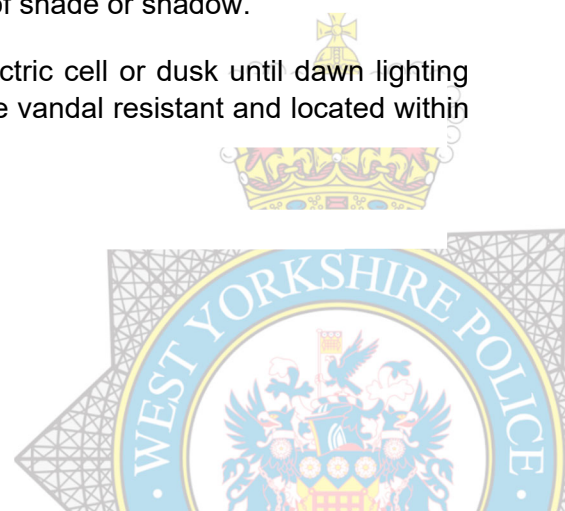 of shade or shadow.
ctric cell or dusk until dawn lighting
e vandal resistant and located within
WEST YORKSHIRE POLICE